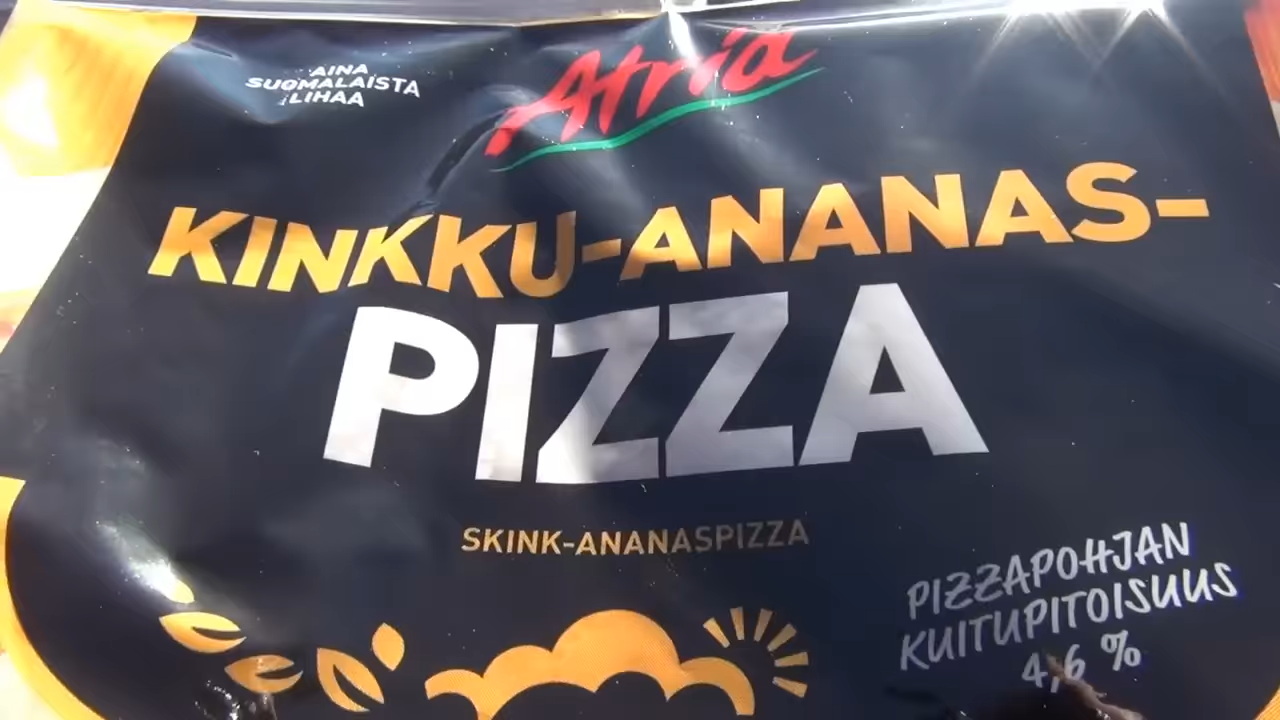 AINA
SUOMALAISTA
LIHAA
Atria
KINKKU-ANANAS-
PIZZA
SKINK-ANANASPIZZA
PIZZAPOHJAN
KUITUPITOISUUS
4,6 %